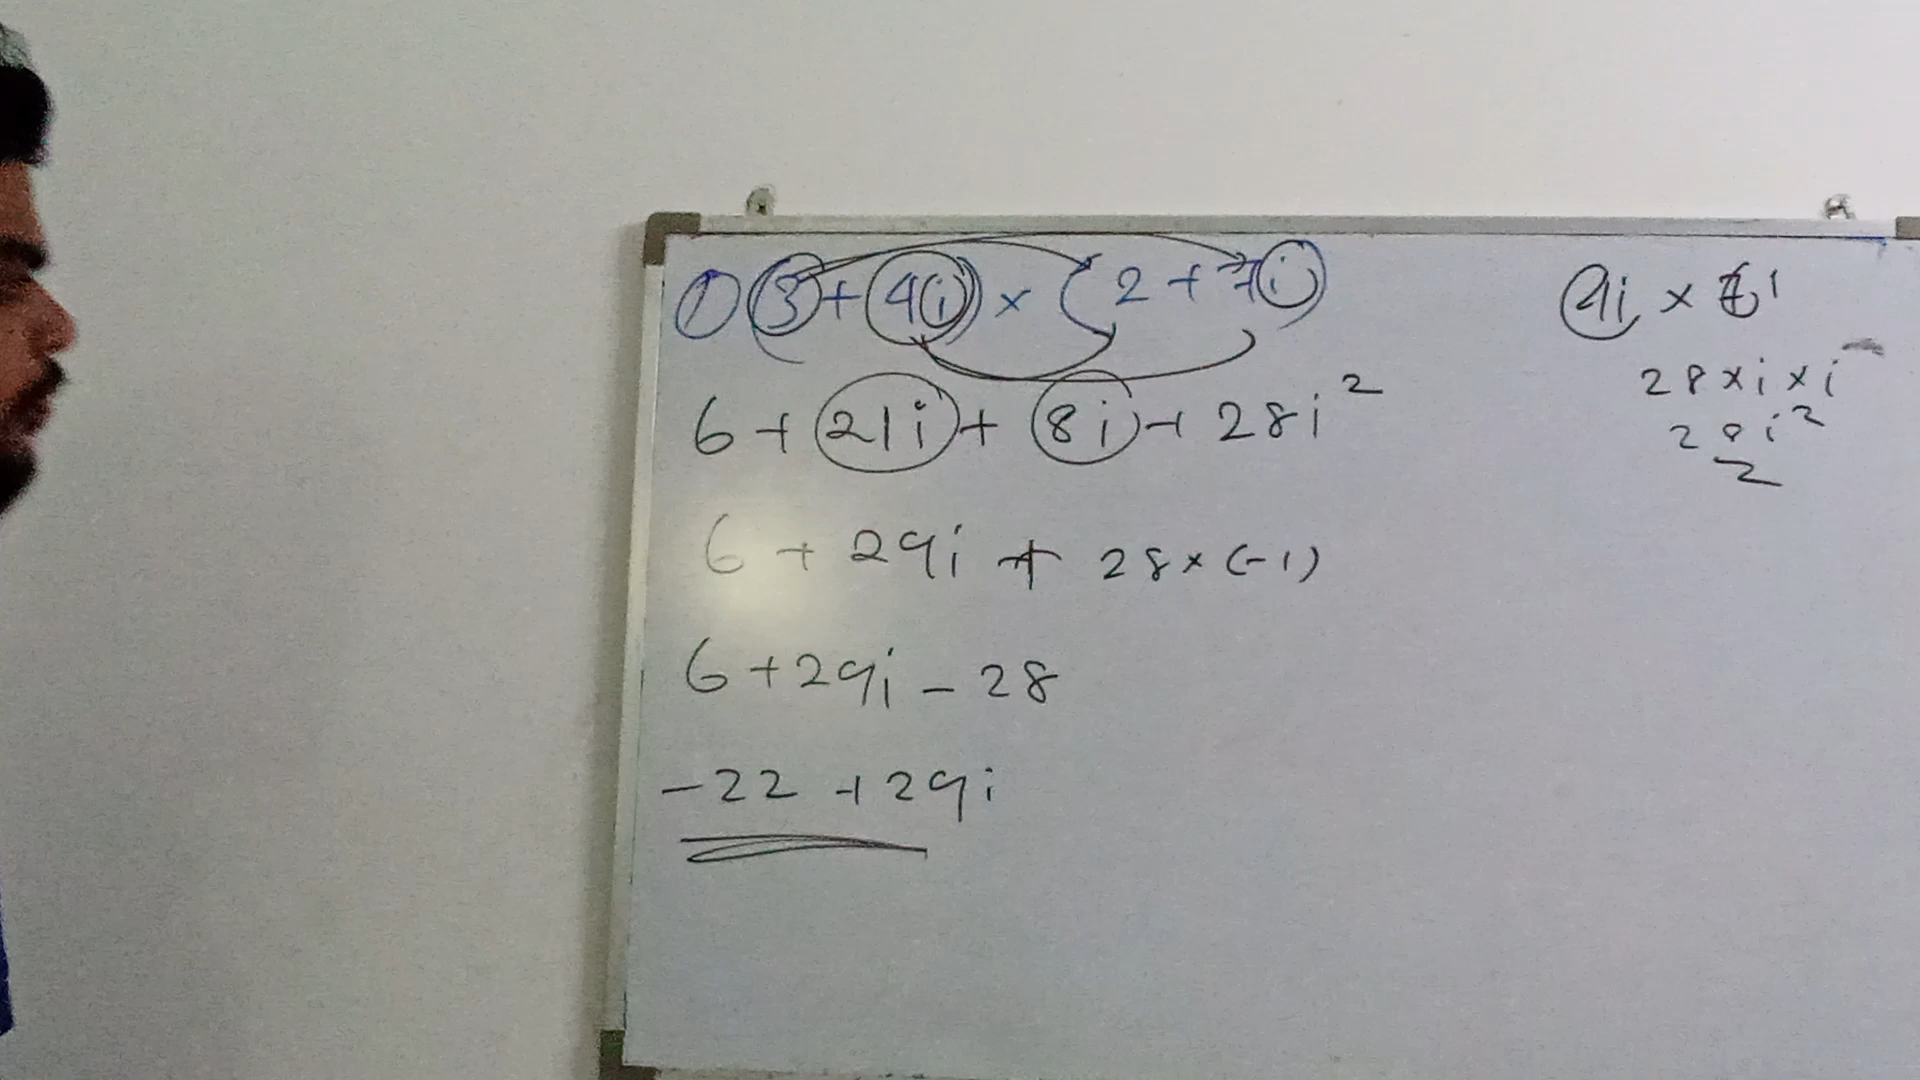 ① (3 + 4i) × (2 + 7i)
6 + 21i + 8i + 28i²
6 + 29i + 28 × (-1)
6 + 29i - 28
-22 + 29i
4i ×
28 × i × i
28i²